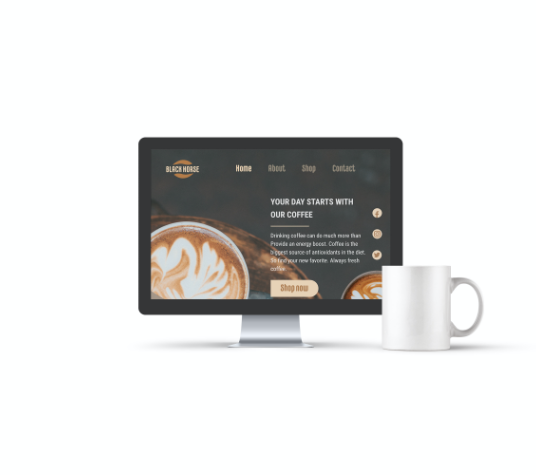 BLACK HORSE
Home About Shop Contact
YOUR DAY STARTS WITH
OUR COFFEE
Drinking coffee can do much more than
Provide an energy boost. Coffee is the
biggest source of antioxidants in the diet.
find your new favorite. Always fresh
coffee
Shop now